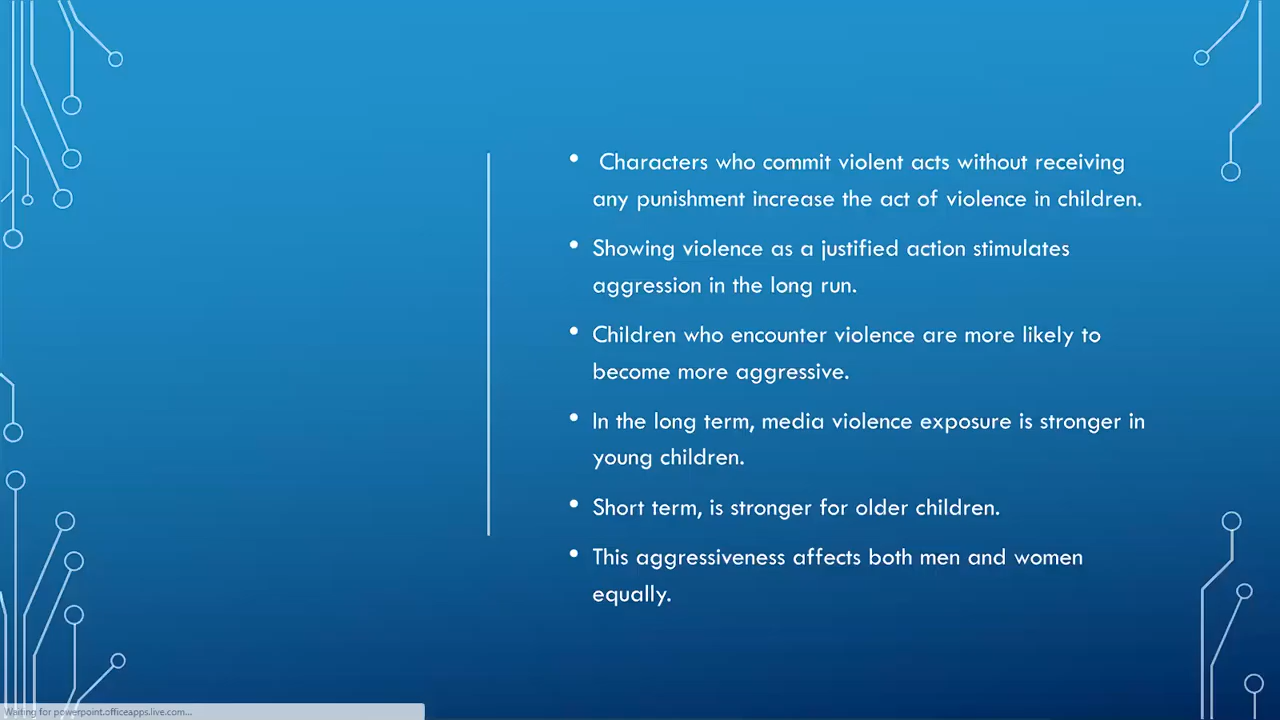 • Characters who commit violent acts without receiving
any punishment increase the act of violence in children.
• Showing violence as a justified action stimulates
aggression in the long run.
• Children who encounter violence are more likely to
become more aggressive.
• In the long term, media violence exposure is stronger in
young children.
• Short term, is stronger for older children.
• This aggressiveness affects both men and women
equally.
Waiting for powerpoint.officeapps.live.com...